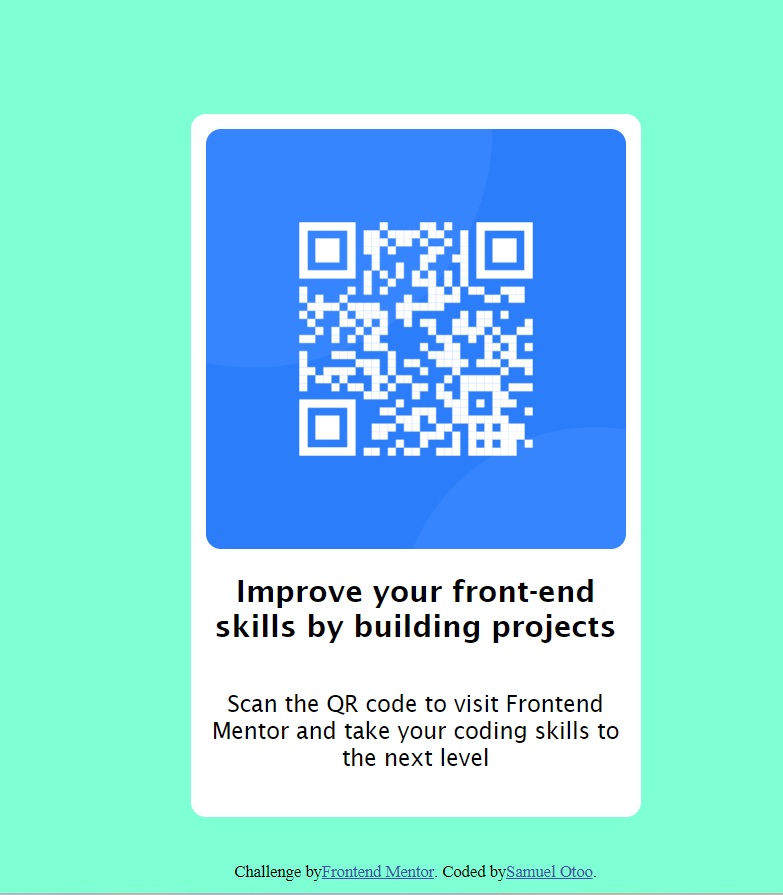 Improve your front-end
skills by building projects
Scan the QR code to visit Frontend
Mentor and take your coding skills to
the next level
Challenge byFrontend Mentor. Coded bySamuel Otoo.